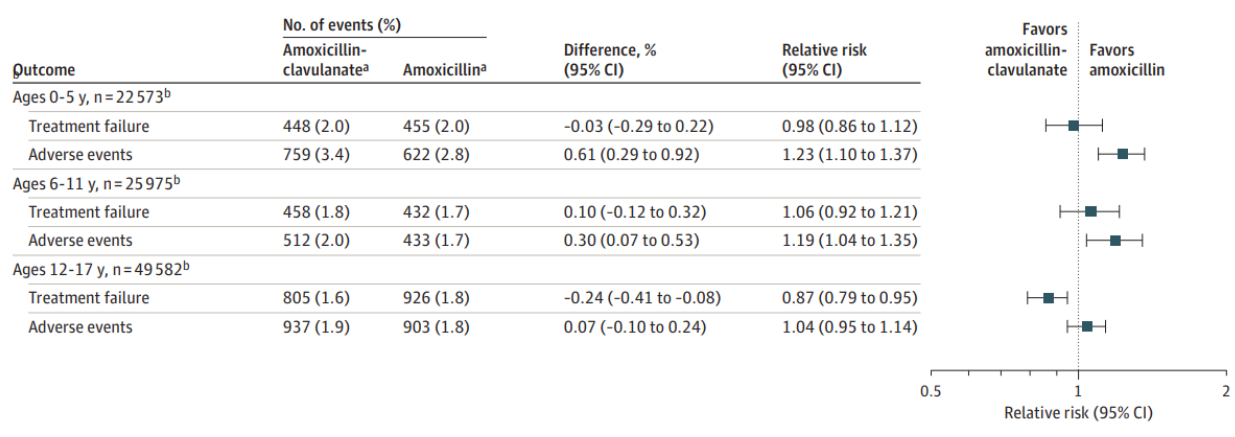 No. of events (%)
Favors amoxicillin-clavulanate
Favors amoxicillin
Outcome
Amoxicillin-clavulanateᵃ
Amoxicillinᵃ
Difference, % (95% CI)
Relative risk (95% CI)
b
Ages 0-5 y, n = 22 573ᵇ
Treatment failure 448 (2.0) 455 (2.0) -0.03 (-0.29 to 0.22) 0.98 (0.86 to 1.12)
Adverse events 759 (3.4) 622 (2.8) 0.61 (0.29 to 0.92) 1.23 (1.10 to 1.37)
Ages 6-11 y, n = 25 975ᵇ
Treatment failure 458 (1.8) 432 (1.7) 0.10 (-0.12 to 0.32) 1.06 (0.92 to 1.21)
Adverse events 512 (2.0) 433 (1.7) 0.30 (0.07 to 0.53) 1.19 (1.04 to 1.35)
Ages 12-17 y, n = 49 582ᵇ
Treatment failure 805 (1.6) 926 (1.8) -0.24 (-0.41 to -0.08) 0.87 (0.79 to 0.95)
Adverse events 937 (1.9) 903 (1.8) 0.07 (-0.10 to 0.24) 1.04 (0.95 to 1.14)
0.5 1 2
Relative risk (95% CI)